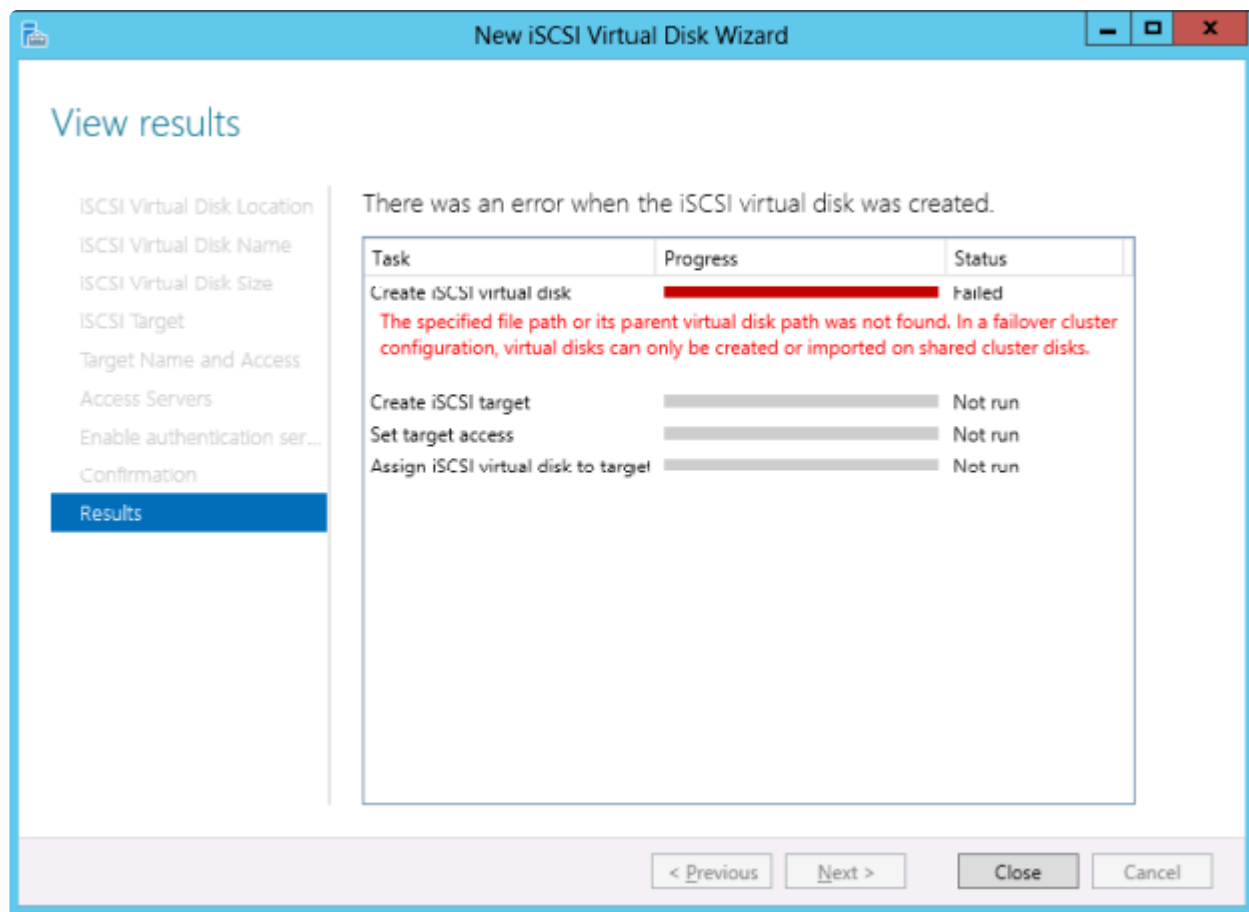 New iSCSI Virtual Disk Wizard
View results
iSCSI Virtual Disk Location
iSCSI Virtual Disk Name
iSCSI Virtual Disk Size
iSCSI Target
Target Name and Access
Access Servers
Enable authentication ser...
Confirmation
Results
There was an error when the iSCSI virtual disk was created.
Task Progress Status
Create iSCSI virtual disk Failed
The specified file path or its parent virtual disk path was not found. In a failover cluster
configuration, virtual disks can only be created or imported on shared cluster disks.
Create iSCSI target Not run
Set target access Not run
Assign iSCSI virtual disk to target Not run
< Previous Next > Close Cancel